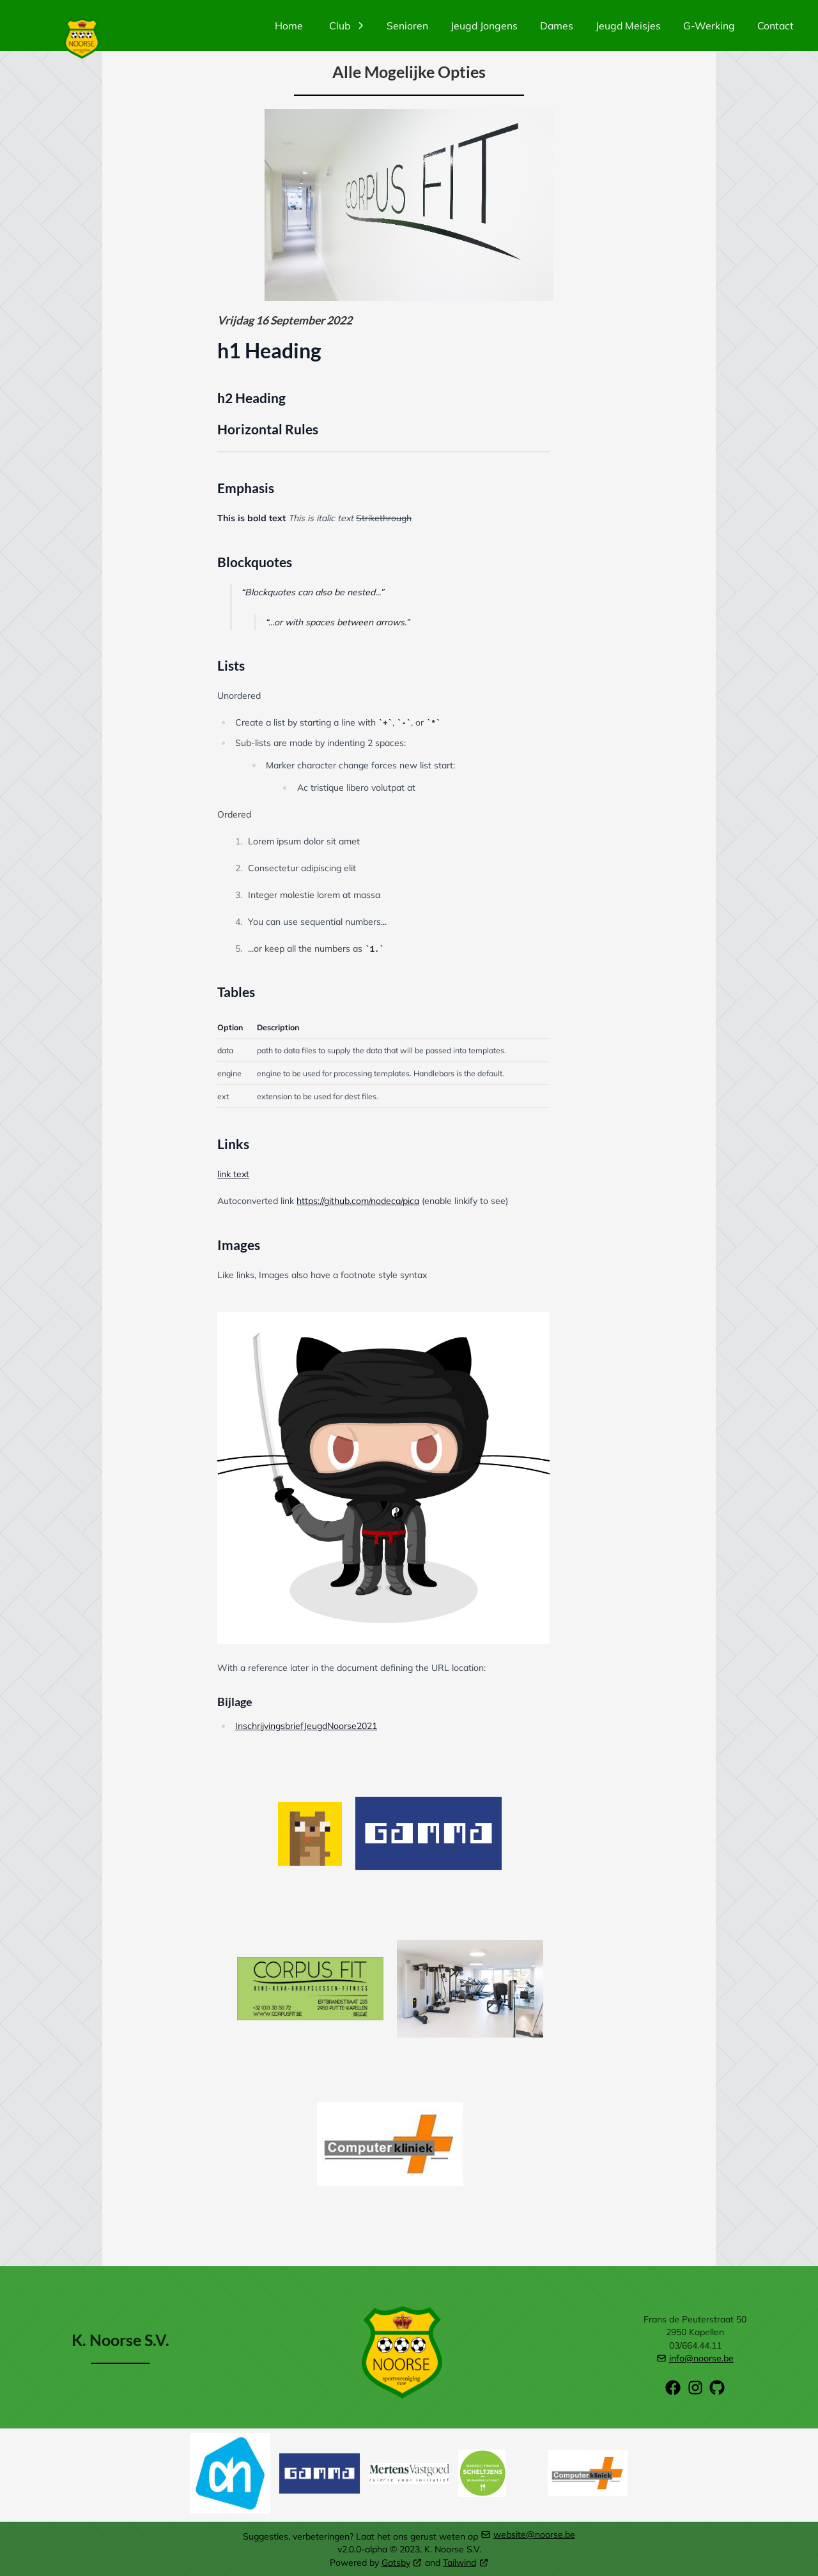 NOORSE
Home Club Senioren Jeugd Jongens Dames Jeugd Meisjes G-Werking Contact
Alle Mogelijke Opties
CORPUS FIT
Vrijdag 16 September 2022
h1 Heading
h2 Heading
Horizontal Rules
Emphasis
This is bold text This is italic text Strikethrough
Blockquotes
“Blockquotes can also be nested...”
“...or with spaces between arrows.”
Lists
Unordered
Create a list by starting a line with `+`, `-`, or `*`
Sub-lists are made by indenting 2 spaces:
Marker character change forces new list start:
Ac tristique libero volutpat at
Ordered
1. Lorem ipsum dolor sit amet
2. Consectetur adipiscing elit
3. Integer molestie lorem at massa
4. You can use sequential numbers...
5. ...or keep all the numbers as `1.`
Tables
Option Description
data path to data files to supply the data that will be passed into templates.
engine engine to be used for processing templates. Handlebars is the default.
ext extension to be used for dest files.
Links
link text
Autoconverted link https://github.com/nodeca/pica (enable linkify to see)
Images
Like links, Images also have a footnote style syntax
With a reference later in the document defining the URL location:
Bijlage
InschrijvingsbriefJeugdNoorse2021
GAMMA
CORPUS FIT
KINE-REVA-GROEPSLESSEN-FITNESS
ERTBRANDSTRAAT 235
2950 PUTTE-KAPELLEN
WWW.CORPUSFIT.BE BELGIË
Computerkliniek
K. Noorse S.V.
NOORSE
sportvereniging
VZW
Frans de Peuterstraat 50
2950 Kapellen
03/664.44.11
info@noorse.be
ah GAMMA MertensVastgoed SCHELTJENS Computerkliniek
ruimte voor initiatief
Suggesties, verbeteringen? Laat het ons gerust weten op website@noorse.be
v2.0.0-alpha © 2023, K. Noorse S.V.
Powered by Gatsby and Tailwind